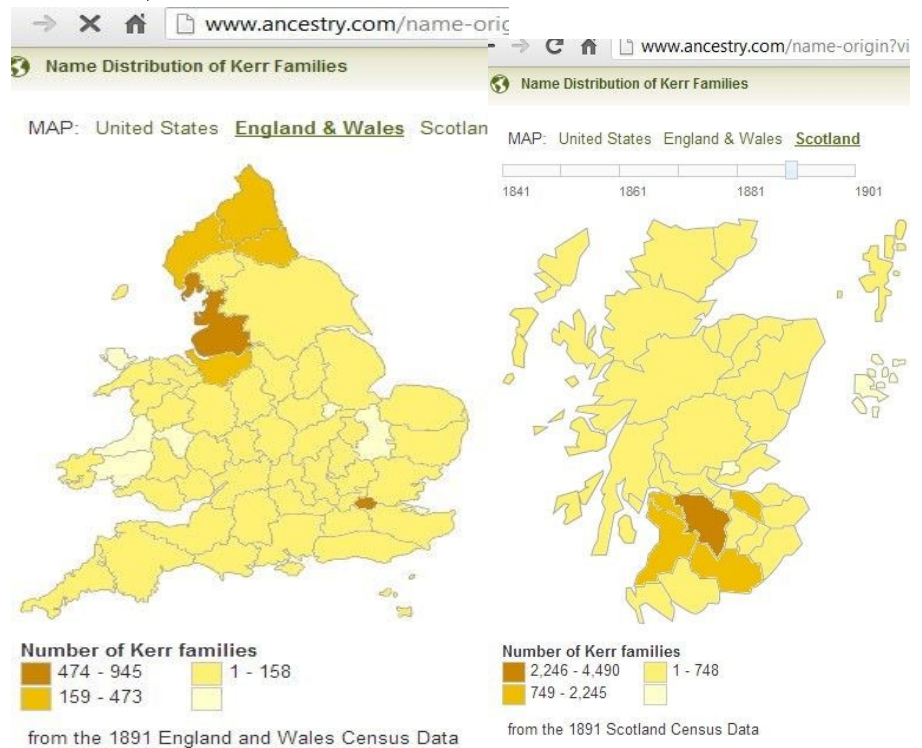 www.ancestry.com/name-orig
Name Distribution of Kerr Families
MAP: United States England & Wales Scotlan
Number of Kerr families
474 - 945
1 - 158
159 - 473
from the 1891 England and Wales Census Data
www.ancestry.com/name-origin?vi
Name Distribution of Kerr Families
MAP: United States England & Wales Scotland
1841 1861 1881 1901
Number of Kerr families
2,246 - 4,490
1 - 748
749 - 2,245
from the 1891 Scotland Census Data